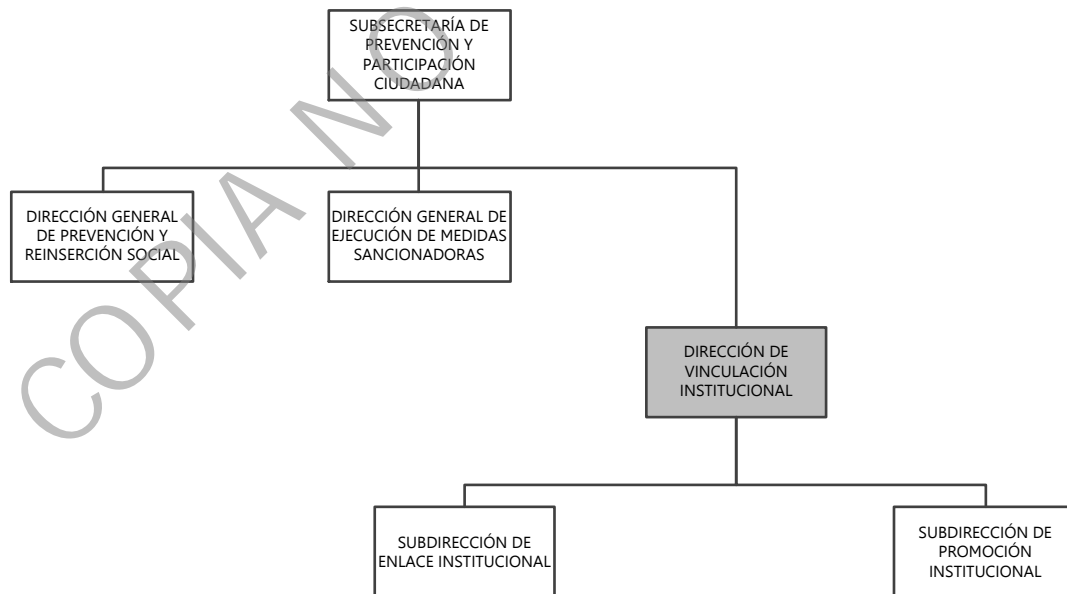 SUBSECRETARÍA DE
PREVENCIÓN Y
PARTICIPACIÓN
CIUDADANA
DIRECCIÓN GENERAL
DE PREVENCIÓN Y
REINSERCIÓN SOCIAL
DIRECCIÓN GENERAL DE
EJECUCIÓN DE MEDIDAS
SANCIONADORAS
DIRECCIÓN DE
VINCULACIÓN
INSTITUCIONAL
SUBDIRECCIÓN DE
ENLACE INSTITUCIONAL
SUBDIRECCIÓN DE
PROMOCIÓN
INSTITUCIONAL
COPIA NO